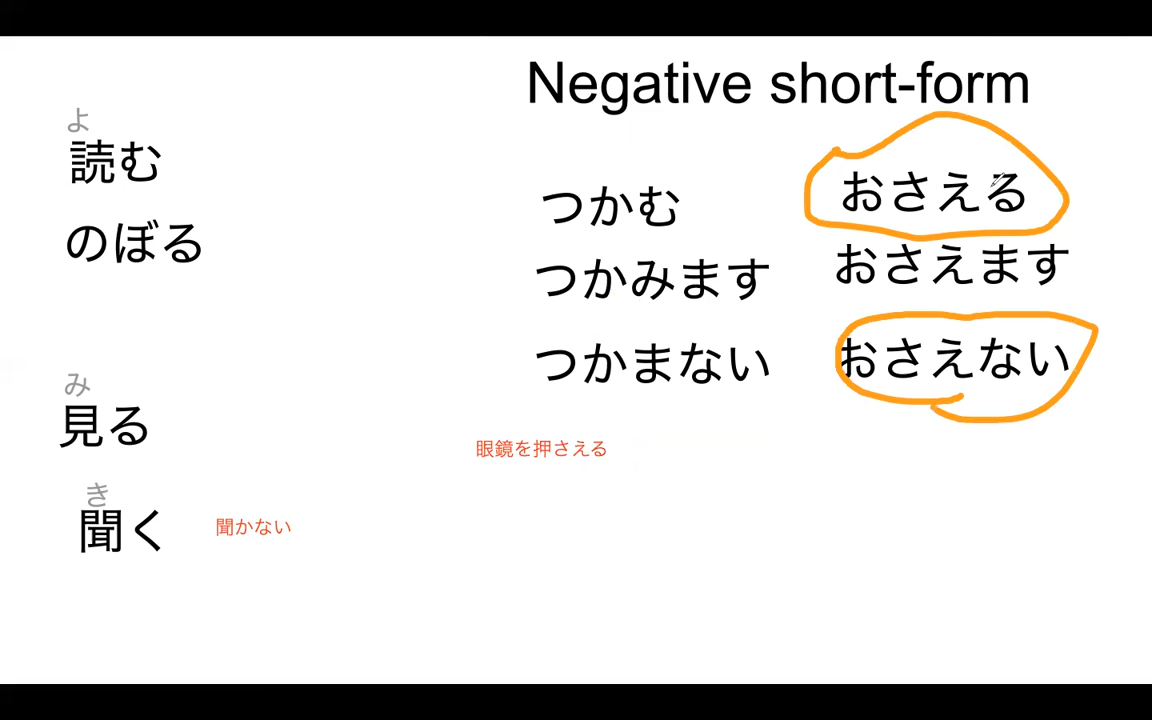 Negative short-form
よ
読む
のぼる
み
見る
き
聞く
聞かない
つかむ
つかみます
つかまない
おさえる
おさえます
おさえない
眼鏡を押さえる